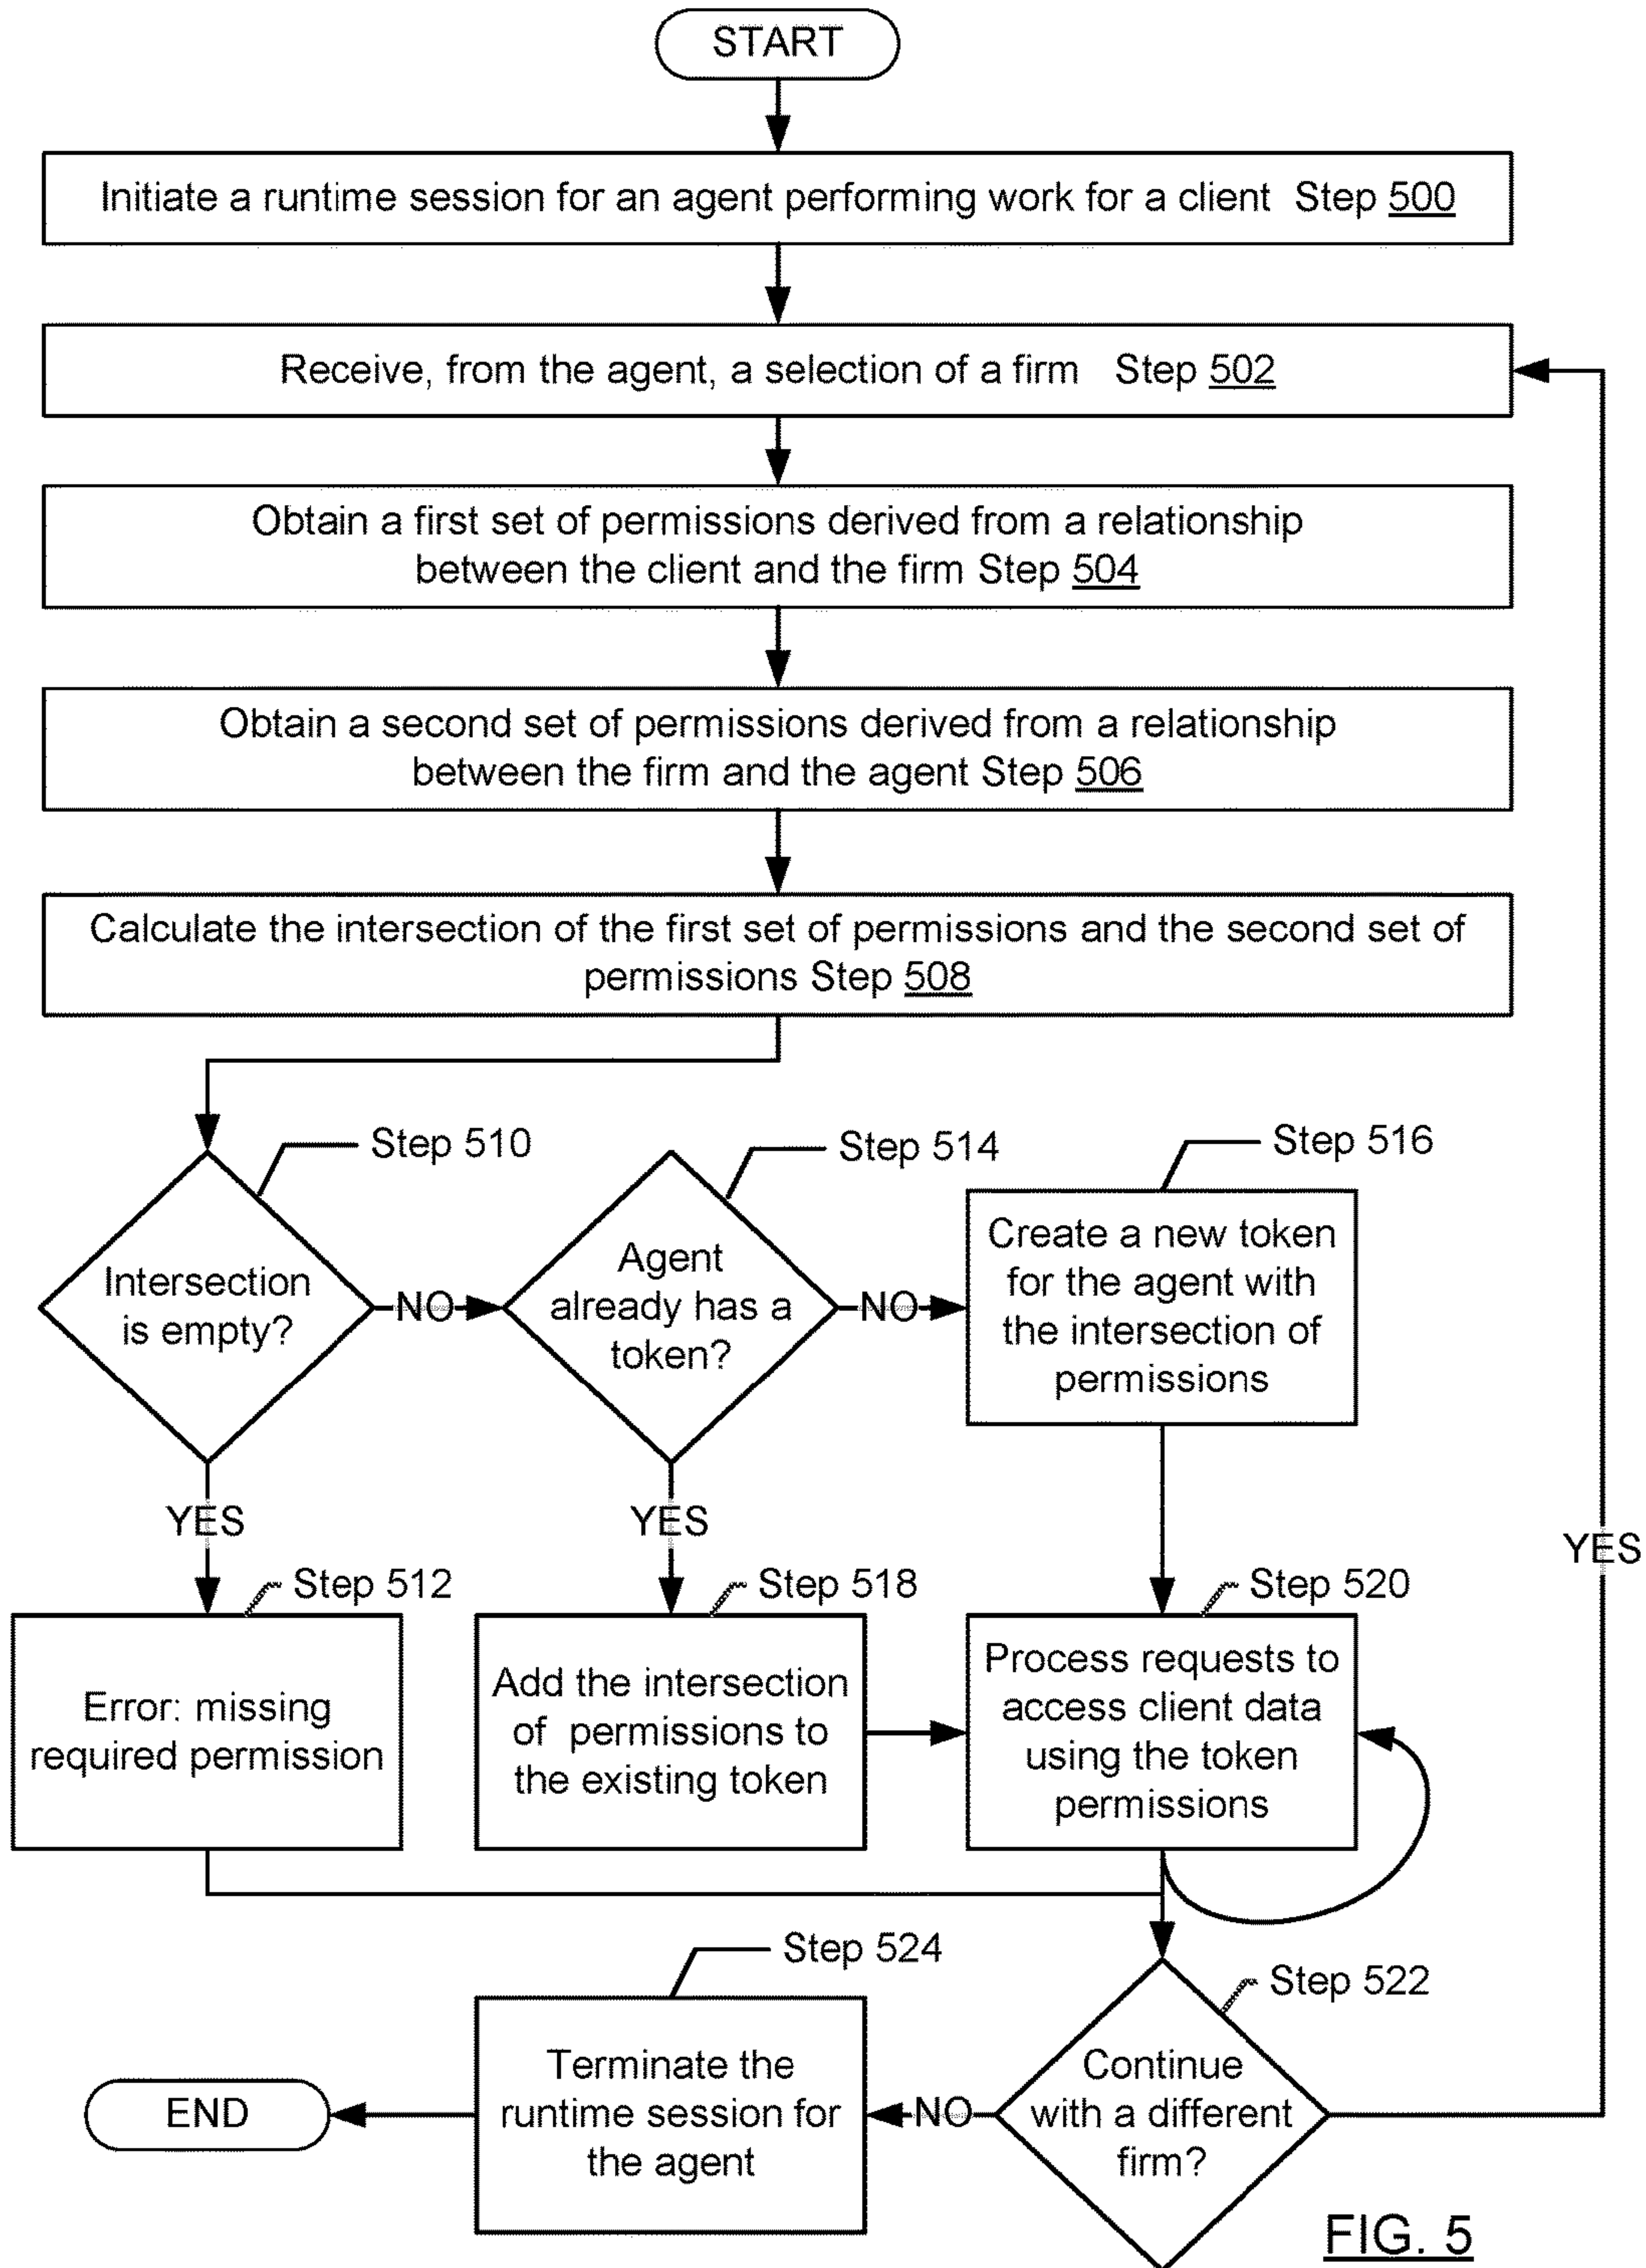 START
Initiate a runtime session for an agent performing work for a client Step 500
Receive, from the agent, a selection of a firm Step 502
Obtain a first set of permissions derived from a relationship
between the client and the firm Step 504
Obtain a second set of permissions derived from a relationship
between the firm and the agent Step 506
Calculate the intersection of the first set of permissions and the second set of
permissions Step 508
Step 510
Intersection
is empty?
NO
YES
Step 514
Agent
already has a
token?
NO
YES
Step 516
Create a new token
for the agent with
the intersection of
permissions
Step 512
Error: missing
required permission
Step 518
Add the intersection
of permissions to
the existing token
Step 520
Process requests to
access client data
using the token
permissions
YES
Step 522
Continue
with a different
firm?
NO
Step 524
Terminate the
runtime session for
the agent
END
FIG. 5